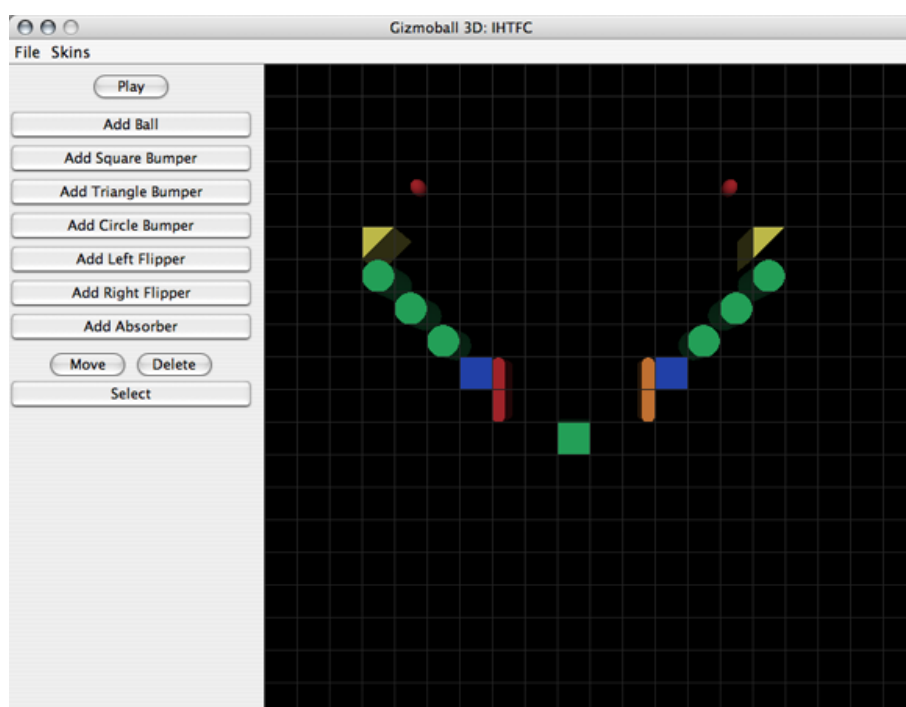 Gizmoball 3D: IHTFC
File Skins
Play
Add Ball
Add Square Bumper
Add Triangle Bumper
Add Circle Bumper
Add Left Flipper
Add Right Flipper
Add Absorber
Move Delete
Select